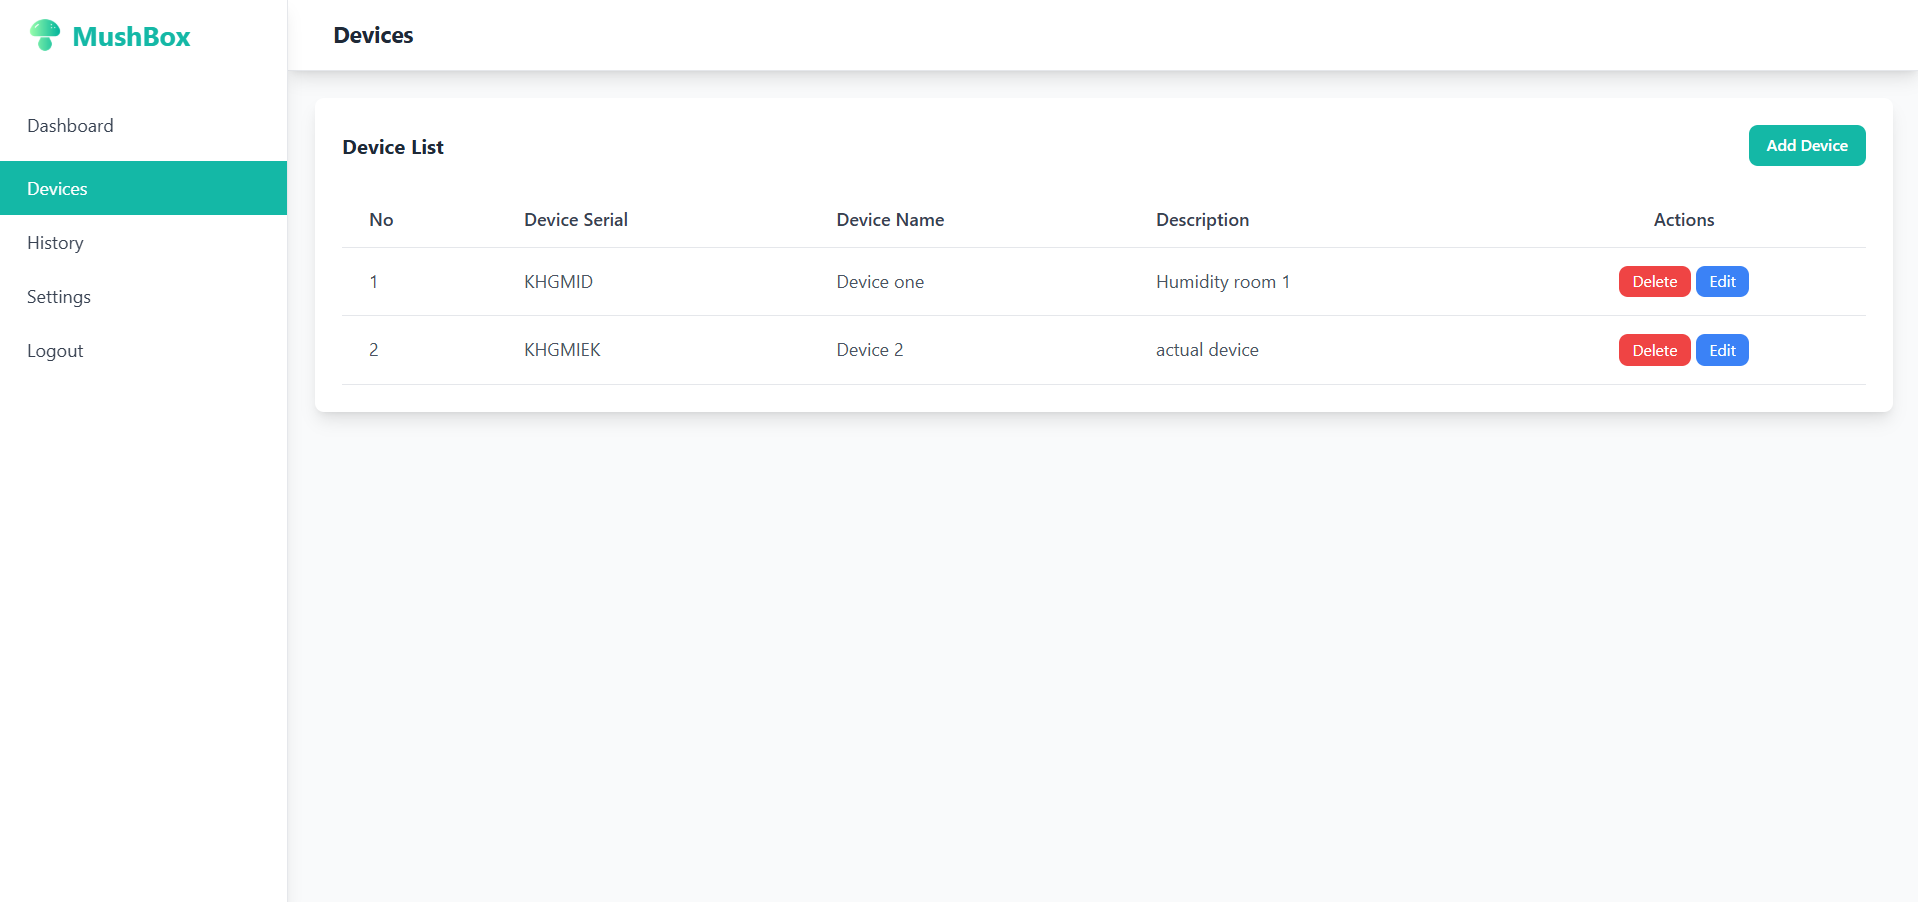 MushBox
Devices
Dashboard
Devices
History
Settings
Logout
Device List
Add Device
No Device Serial Device Name Description Actions
1 KHGMID Device one Humidity room 1 Delete Edit
2 KHGMIEK Device 2 actual device Delete Edit